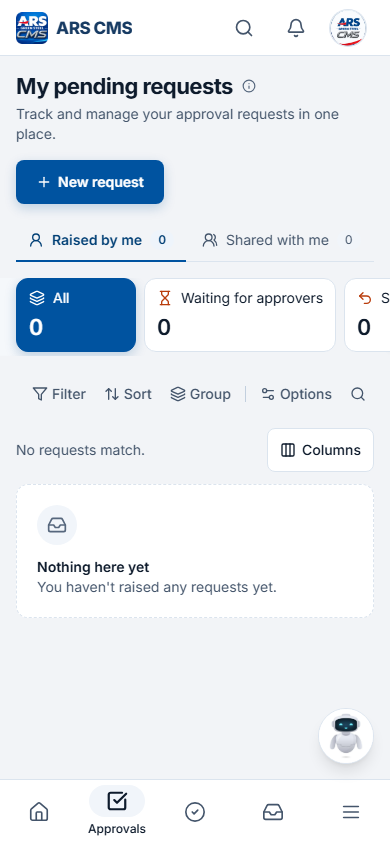 ARS CMS
My pending requests
Track and manage your approval requests in one
place.
New request
Raised by me 0
Shared with me 0
All
0
Waiting for approvers
0
S
0
Filter
Sort
Group
Options
No requests match.
Columns
Nothing here yet
You haven't raised any requests yet.
Approvals